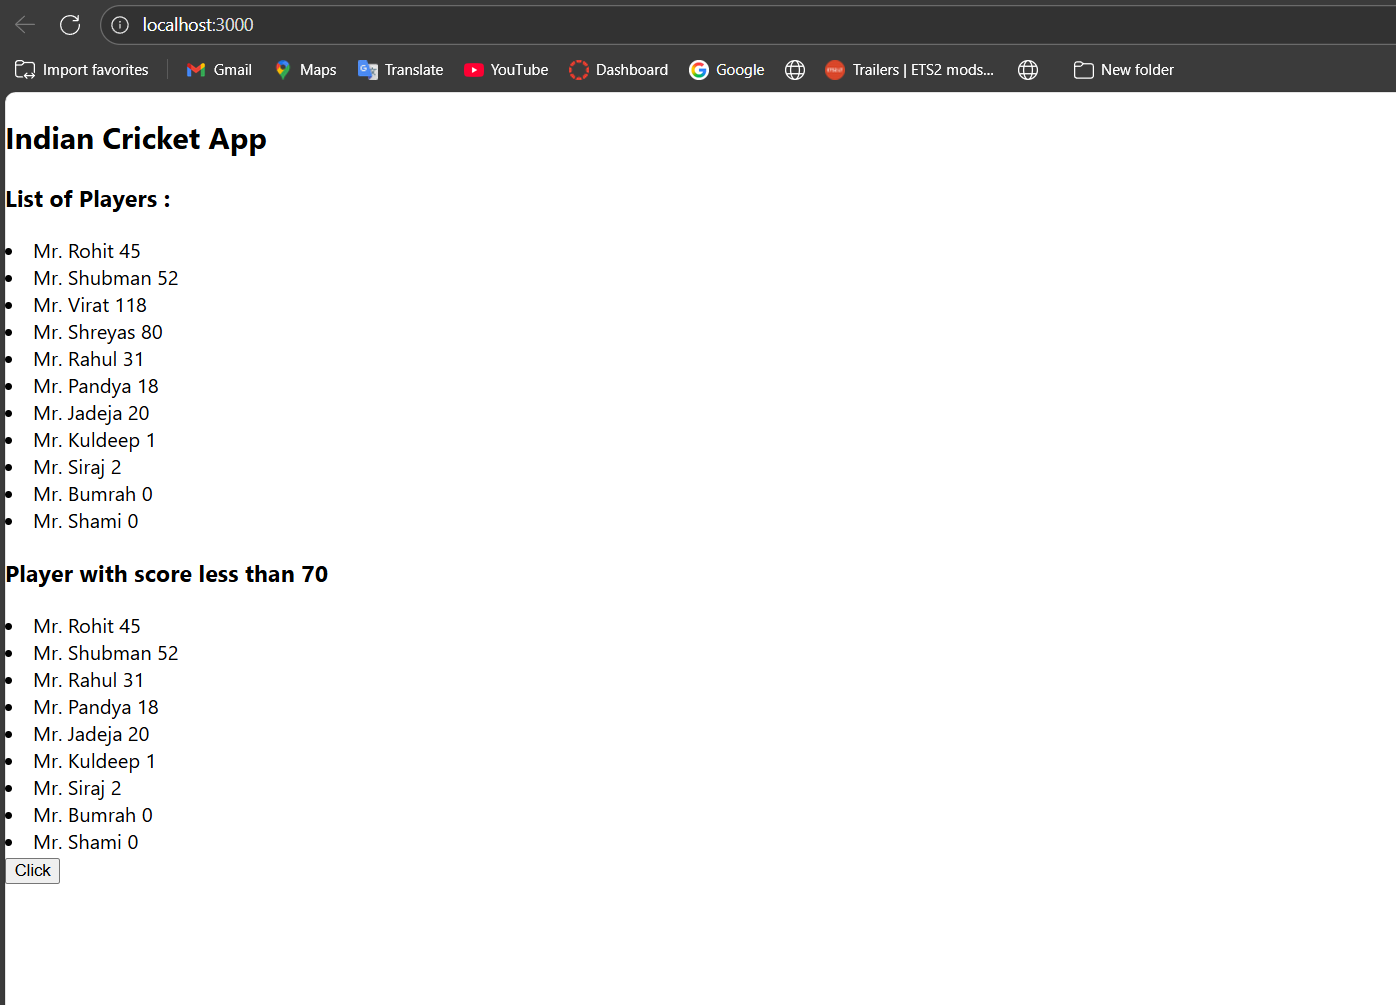 localhost:3000
Import favorites Gmail Maps Translate YouTube Dashboard Google Trailers | ETS2 mods... New folder
Indian Cricket App
List of Players :
Mr. Rohit 45
Mr. Shubman 52
Mr. Virat 118
Mr. Shreyas 80
Mr. Rahul 31
Mr. Pandya 18
Mr. Jadeja 20
Mr. Kuldeep 1
Mr. Siraj 2
Mr. Bumrah 0
Mr. Shami 0
Player with score less than 70
Mr. Rohit 45
Mr. Shubman 52
Mr. Rahul 31
Mr. Pandya 18
Mr. Jadeja 20
Mr. Kuldeep 1
Mr. Siraj 2
Mr. Bumrah 0
Mr. Shami 0
Click